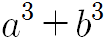 a³ + b³